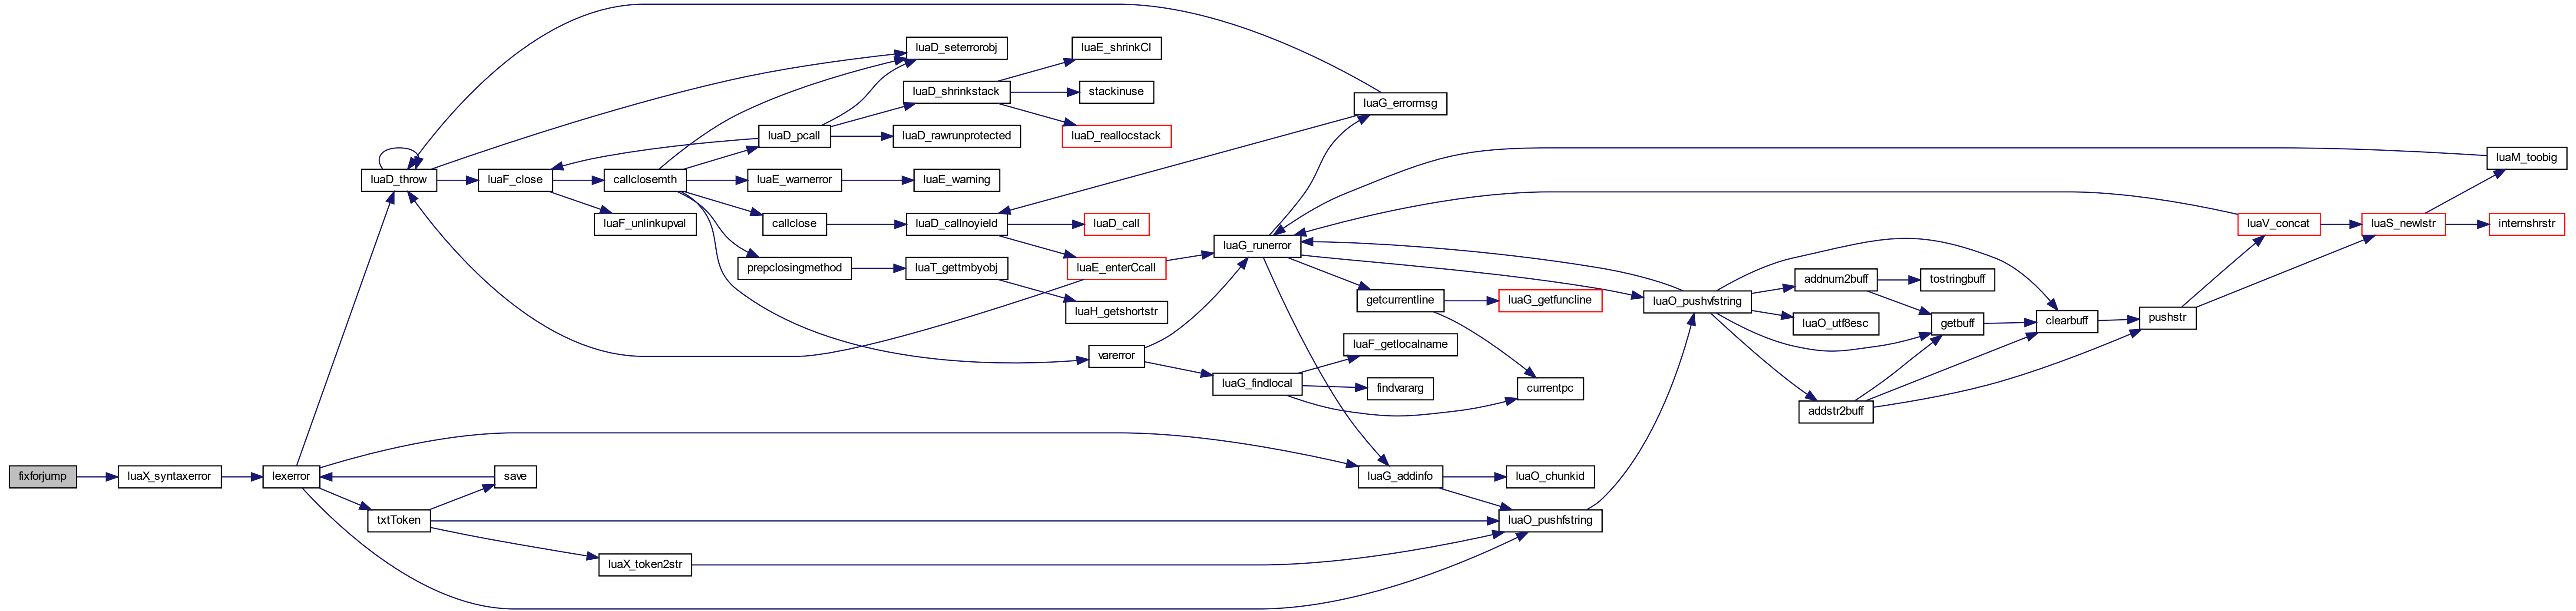 luaD_seterrorobj
luaE_shrinkCI
luaD_shrinkstack
stackinuse
luaG_errormsg
luaD_pcall
luaD_rawrunprotected
luaD_reallocstack
luaM_toobig
luaD_throw
luaF_close
callclosemth
luaE_warnerror
luaE_warning
luaF_unlinkupval
callclose
luaD_callnoyield
luaD_call
luaV_concat
luaS_newlstr
internshrstr
luaG_runerror
prepclosingmethod
luaT_gettmbyobj
luaE_enterCcall
addnum2buff
tostringbuff
getcurrentline
luaG_getfuncline
luaO_pushvfstring
luaH_getshortstr
luaO_utf8esc
getbuff
clearbuff
pushstr
luaF_getlocalname
varerror
luaG_findlocal
findvararg
currentpc
addstr2buff
fixforjump
luaX_syntaxerror
lexerror
save
luaG_addinfo
luaO_chunkid
txtToken
luaO_pushfstring
luaX_token2str